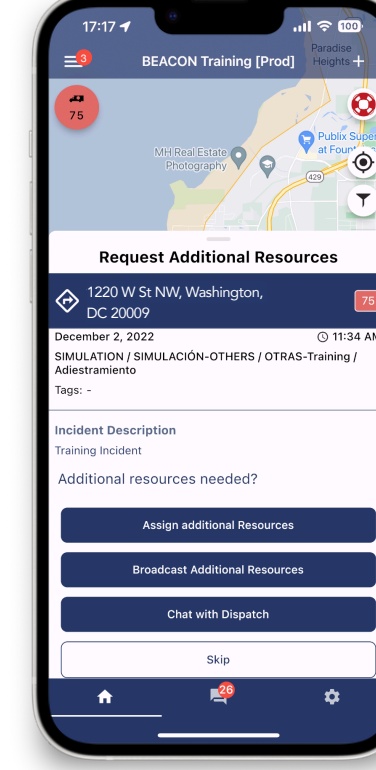 17:17
100
3
BEACON Training [Prod]
Paradise
Heights
75
MH Real Estate
Photography
Publix Super
at Fount
429
Request Additional Resources
1220 W St NW, Washington,
DC 20009
75
December 2, 2022
11:34 AM
SIMULATION / SIMULACIÓN-OTHERS / OTRAS-Training /
Adiestramiento
Tags: -
Incident Description
Training Incident
Additional resources needed?
Assign additional Resources
Broadcast Additional Resources
Chat with Dispatch
Skip
26